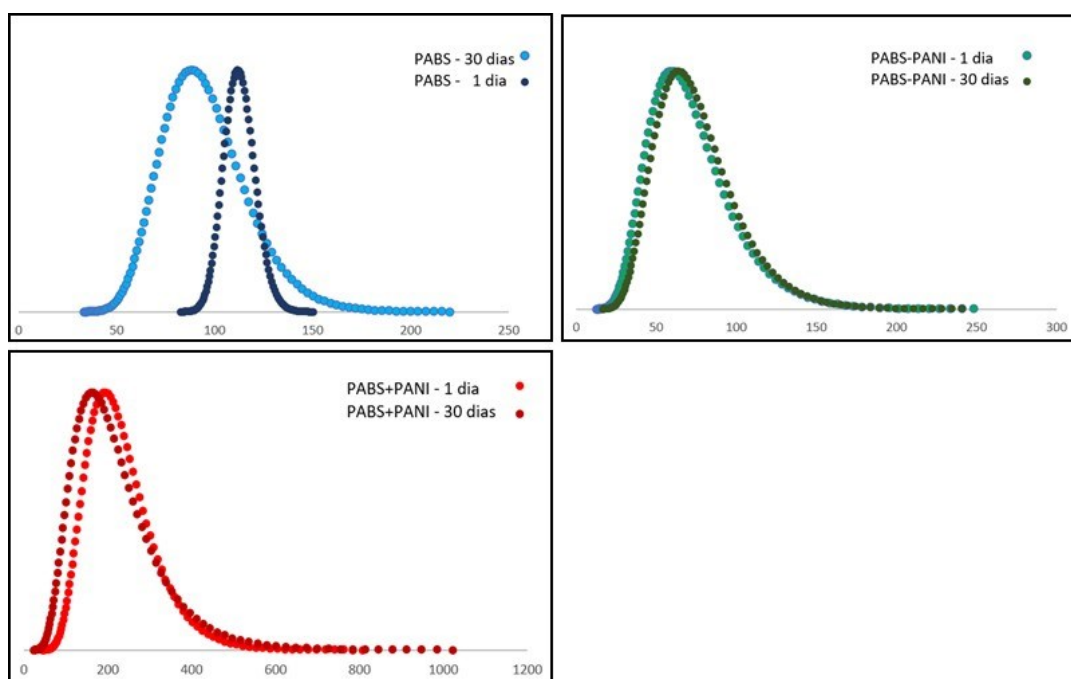 PABS - 30 dias
PABS - 1 dia
0 50 100 150 200 250
PABS-PANI - 1 dia
PABS-PANI - 30 dias
0 50 100 150 200 250 300
PABS+PANI - 1 dia
PABS+PANI - 30 dias
0 200 400 600 800 1000 1200